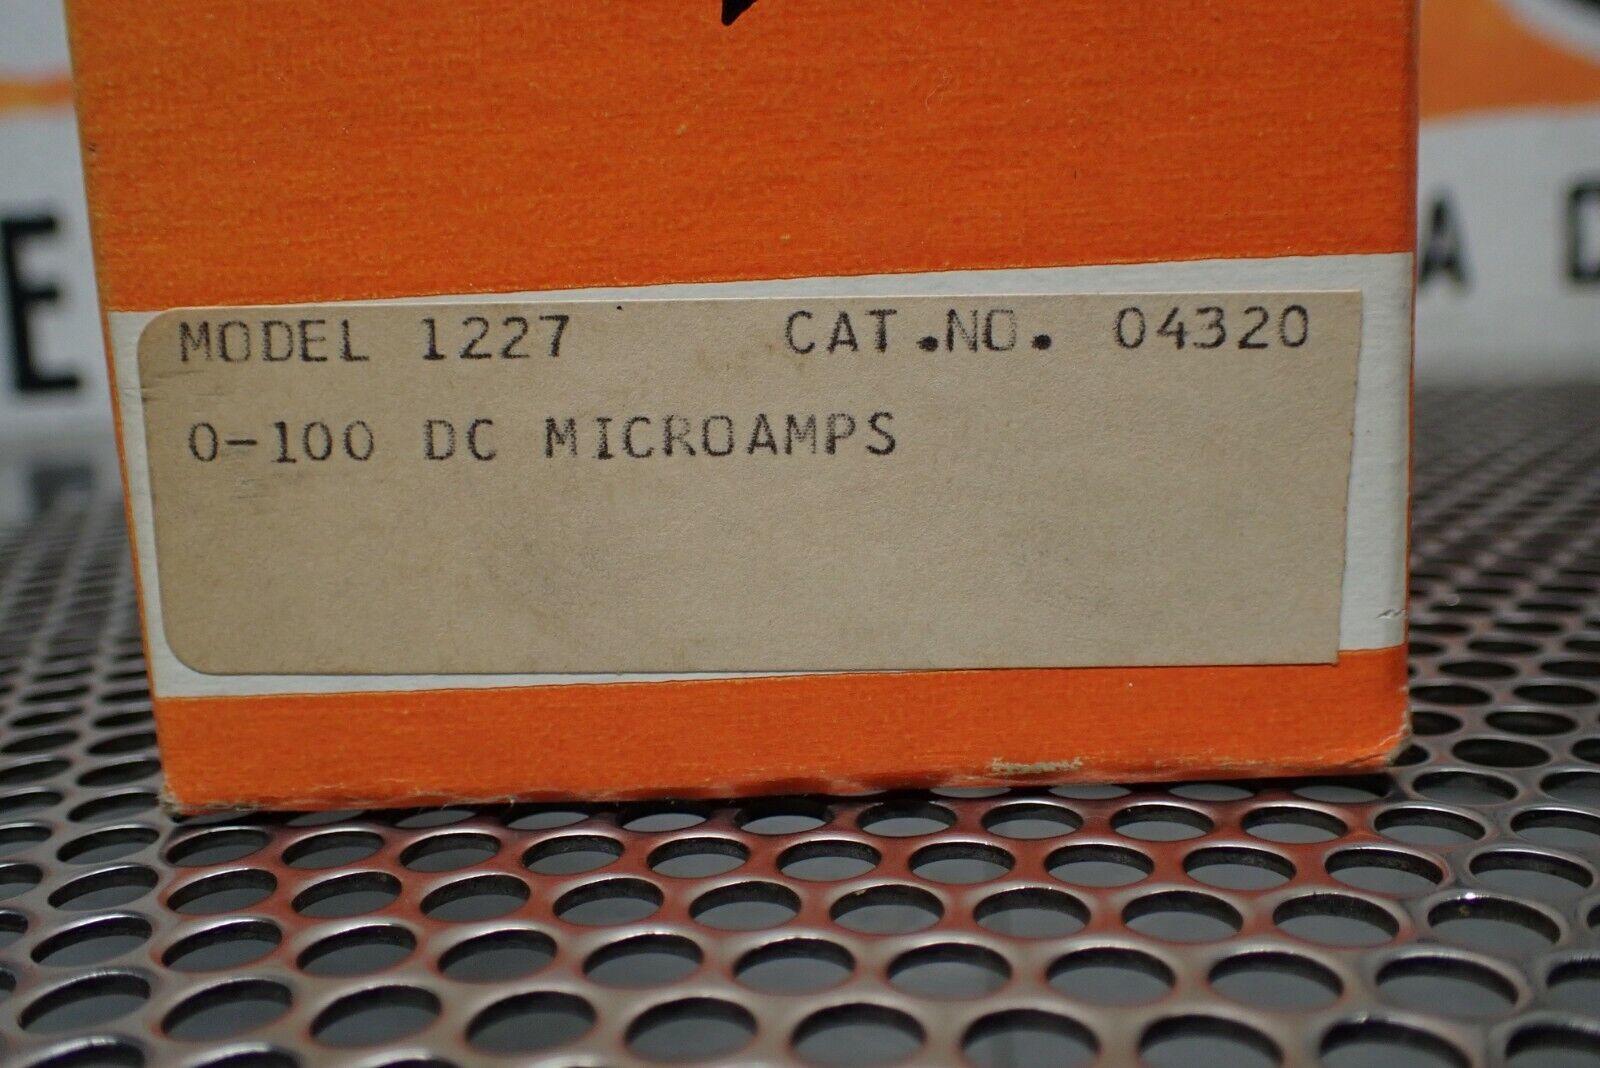 MODEL 1227 CAT.NO. 04320
0-100 DC MICROAMPS